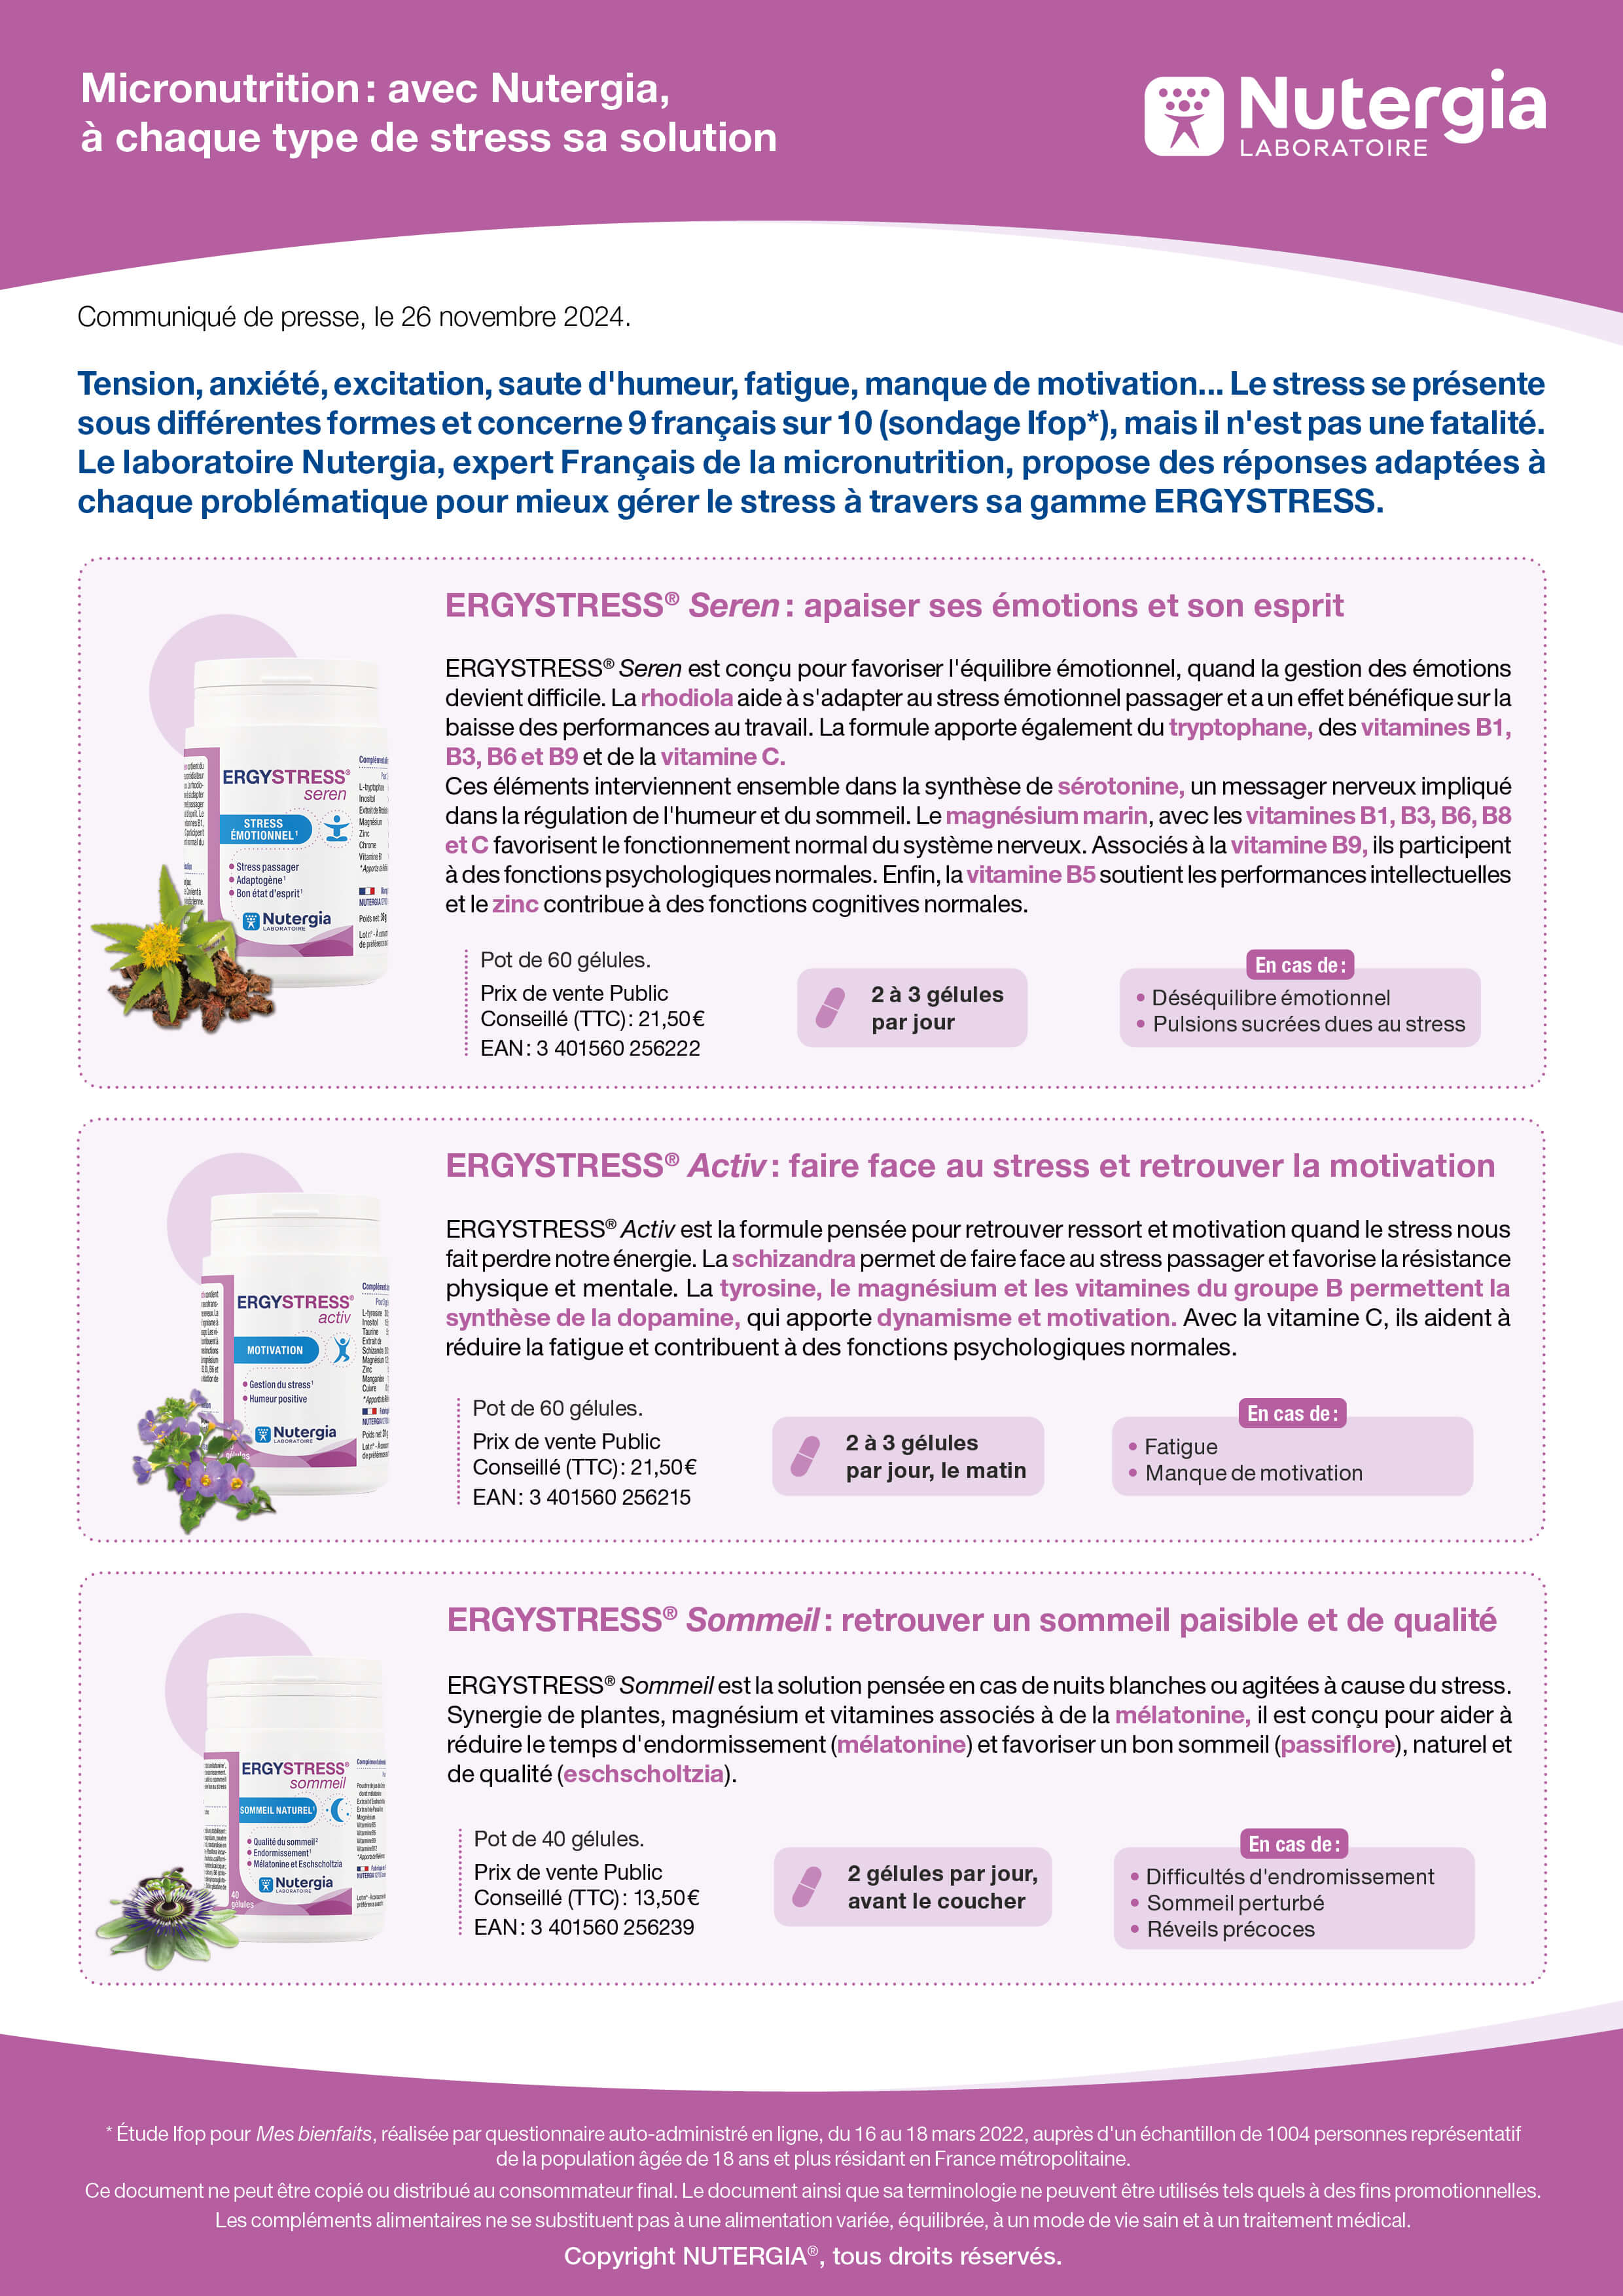 Micronutrition : avec Nutergia,
à chaque type de stress sa solution
Nutergia
LABORATOIRE
Communiqué de presse, le 26 novembre 2024.
Tension, anxiété, excitation, saute d'humeur, fatigue, manque de motivation... Le stress se présente
sous différentes formes et concerne 9 français sur 10 (sondage Ifop*), mais il n'est pas une fatalité.
Le laboratoire Nutergia, expert Français de la micronutrition, propose des réponses adaptées à
chaque problématique pour mieux gérer le stress à travers sa gamme ERGYSTRESS.
ERGYSTRESS® Seren : apaiser ses émotions et son esprit
ERGYSTRESS® Seren est conçu pour favoriser l'équilibre émotionnel, quand la gestion des émotions
devient difficile. La rhodiola aide à s'adapter au stress émotionnel passager et a un effet bénéfique sur la
baisse des performances au travail. La formule apporte également du tryptophane, des vitamines B1,
B3, B6 et B9 et de la vitamine C.
Ces éléments interviennent ensemble dans la synthèse de sérotonine, un messager nerveux impliqué
dans la régulation de l'humeur et du sommeil. Le magnésium marin, avec les vitamines B1, B3, B6, B8
et C favorisent le fonctionnement normal du système nerveux. Associés à la vitamine B9, ils participent
à des fonctions psychologiques normales. Enfin, la vitamine B5 soutient les performances intellectuelles
et le zinc contribue à des fonctions cognitives normales.
ERGYSTRESS®
seren
STRESS
ÉMOTIONNEL¹
• Stress passager
• Adaptogène¹
• Bon état d'esprit¹
Nutergia
LABORATOIRE
L-tryptophane
Inositol
Magnésium
Zinc
Chrome
Pot de 60 gélules.
Prix de vente Public
Conseillé (TTC) : 21,50€
EAN : 3 401560 256222
2 à 3 gélules
par jour
En cas de :
• Déséquilibre émotionnel
• Pulsions sucrées dues au stress
ERGYSTRESS® Activ : faire face au stress et retrouver la motivation
ERGYSTRESS® Activ est la formule pensée pour retrouver ressort et motivation quand le stress nous
fait perdre notre énergie. La schizandra permet de faire face au stress passager et favorise la résistance
physique et mentale. La tyrosine, le magnésium et les vitamines du groupe B permettent la
synthèse de la dopamine, qui apporte dynamisme et motivation. Avec la vitamine C, ils aident à
réduire la fatigue et contribuent à des fonctions psychologiques normales.
ERGYSTRESS®
activ
MOTIVATION
• Gestion du stress¹
• Humeur positive
Nutergia
LABORATOIRE
gélules
L-tyrosine
Inositol
Taurine
Extrait de
Magnésium
Zinc
Manganèse
Cuivre
Pot de 60 gélules.
Prix de vente Public
Conseillé (TTC) : 21,50€
EAN : 3 401560 256215
2 à 3 gélules
par jour, le matin
En cas de :
• Fatigue
• Manque de motivation
ERGYSTRESS® Sommeil : retrouver un sommeil paisible et de qualité
ERGYSTRESS® Sommeil est la solution pensée en cas de nuits blanches ou agitées à cause du stress.
Synergie de plantes, magnésium et vitamines associés à de la mélatonine, il est conçu pour aider à
réduire le temps d'endormissement (mélatonine) et favoriser un bon sommeil (passiflore), naturel et
de qualité (eschscholtzia).
ERGYSTRESS®
sommeil
SOMMEIL NATUREL¹
• Qualité du sommeil²
• Endormissement¹
• Mélatonine et Eschscholtzia
Nutergia
LABORATOIRE
40
gélules
Magnésium
Vitamine B5
Vitamine B6
Vitamine B9
Vitamine B12
Pot de 40 gélules.
Prix de vente Public
Conseillé (TTC) : 13,50€
EAN : 3 401560 256239
2 gélules par jour,
avant le coucher
En cas de :
• Difficultés d'endromissement
• Sommeil perturbé
• Réveils précoces
* Étude Ifop pour Mes bienfaits, réalisée par questionnaire auto-administré en ligne, du 16 au 18 mars 2022, auprès d'un échantillon de 1004 personnes représentatif
de la population âgée de 18 ans et plus résidant en France métropolitaine.
Ce document ne peut être copié ou distribué au consommateur final. Le document ainsi que sa terminologie ne peuvent être utilisés tels quels à des fins promotionnelles.
Les compléments alimentaires ne se substituent pas à une alimentation variée, équilibrée, à un mode de vie sain et à un traitement médical.
Copyright NUTERGIA®, tous droits réservés.